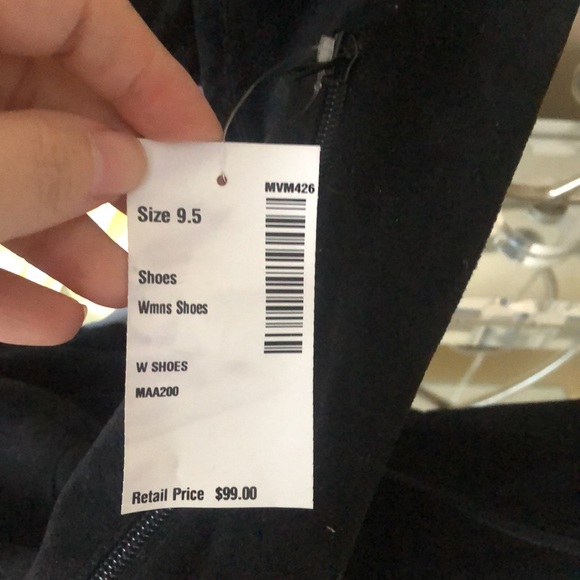 MVM426
Size 9.5
Shoes
Wmns Shoes
W SHOES
MAA200
Retail Price $99.00